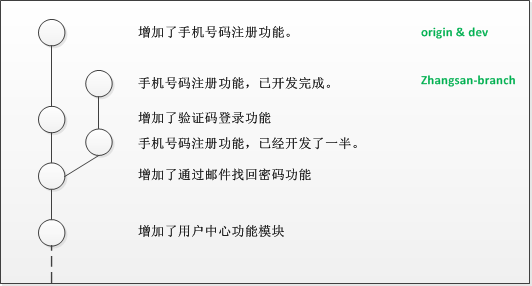 增加了手机号码注册功能。 origin & dev
手机号码注册功能，已开发完成。 Zhangsan-branch
增加了验证码登录功能
手机号码注册功能，已经开发了一半。
增加了通过邮件找回密码功能
增加了用户中心功能模块